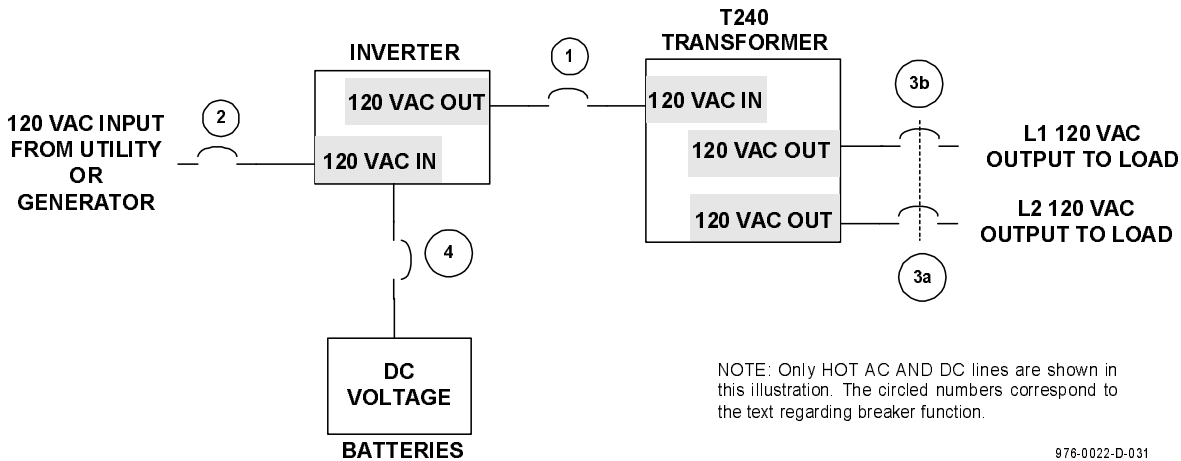 T240
TRANSFORMER
INVERTER
1
3b
120 VAC OUT
120 VAC IN
2
120 VAC INPUT
FROM UTILITY
OR
GENERATOR
120 VAC IN
120 VAC OUT
L1 120 VAC
OUTPUT TO LOAD
120 VAC OUT
L2 120 VAC
OUTPUT TO LOAD
4
3a
DC
VOLTAGE
BATTERIES
NOTE: Only HOT AC AND DC lines are shown in
this illustration. The circled numbers correspond to
the text regarding breaker function.
976-0022-D-031